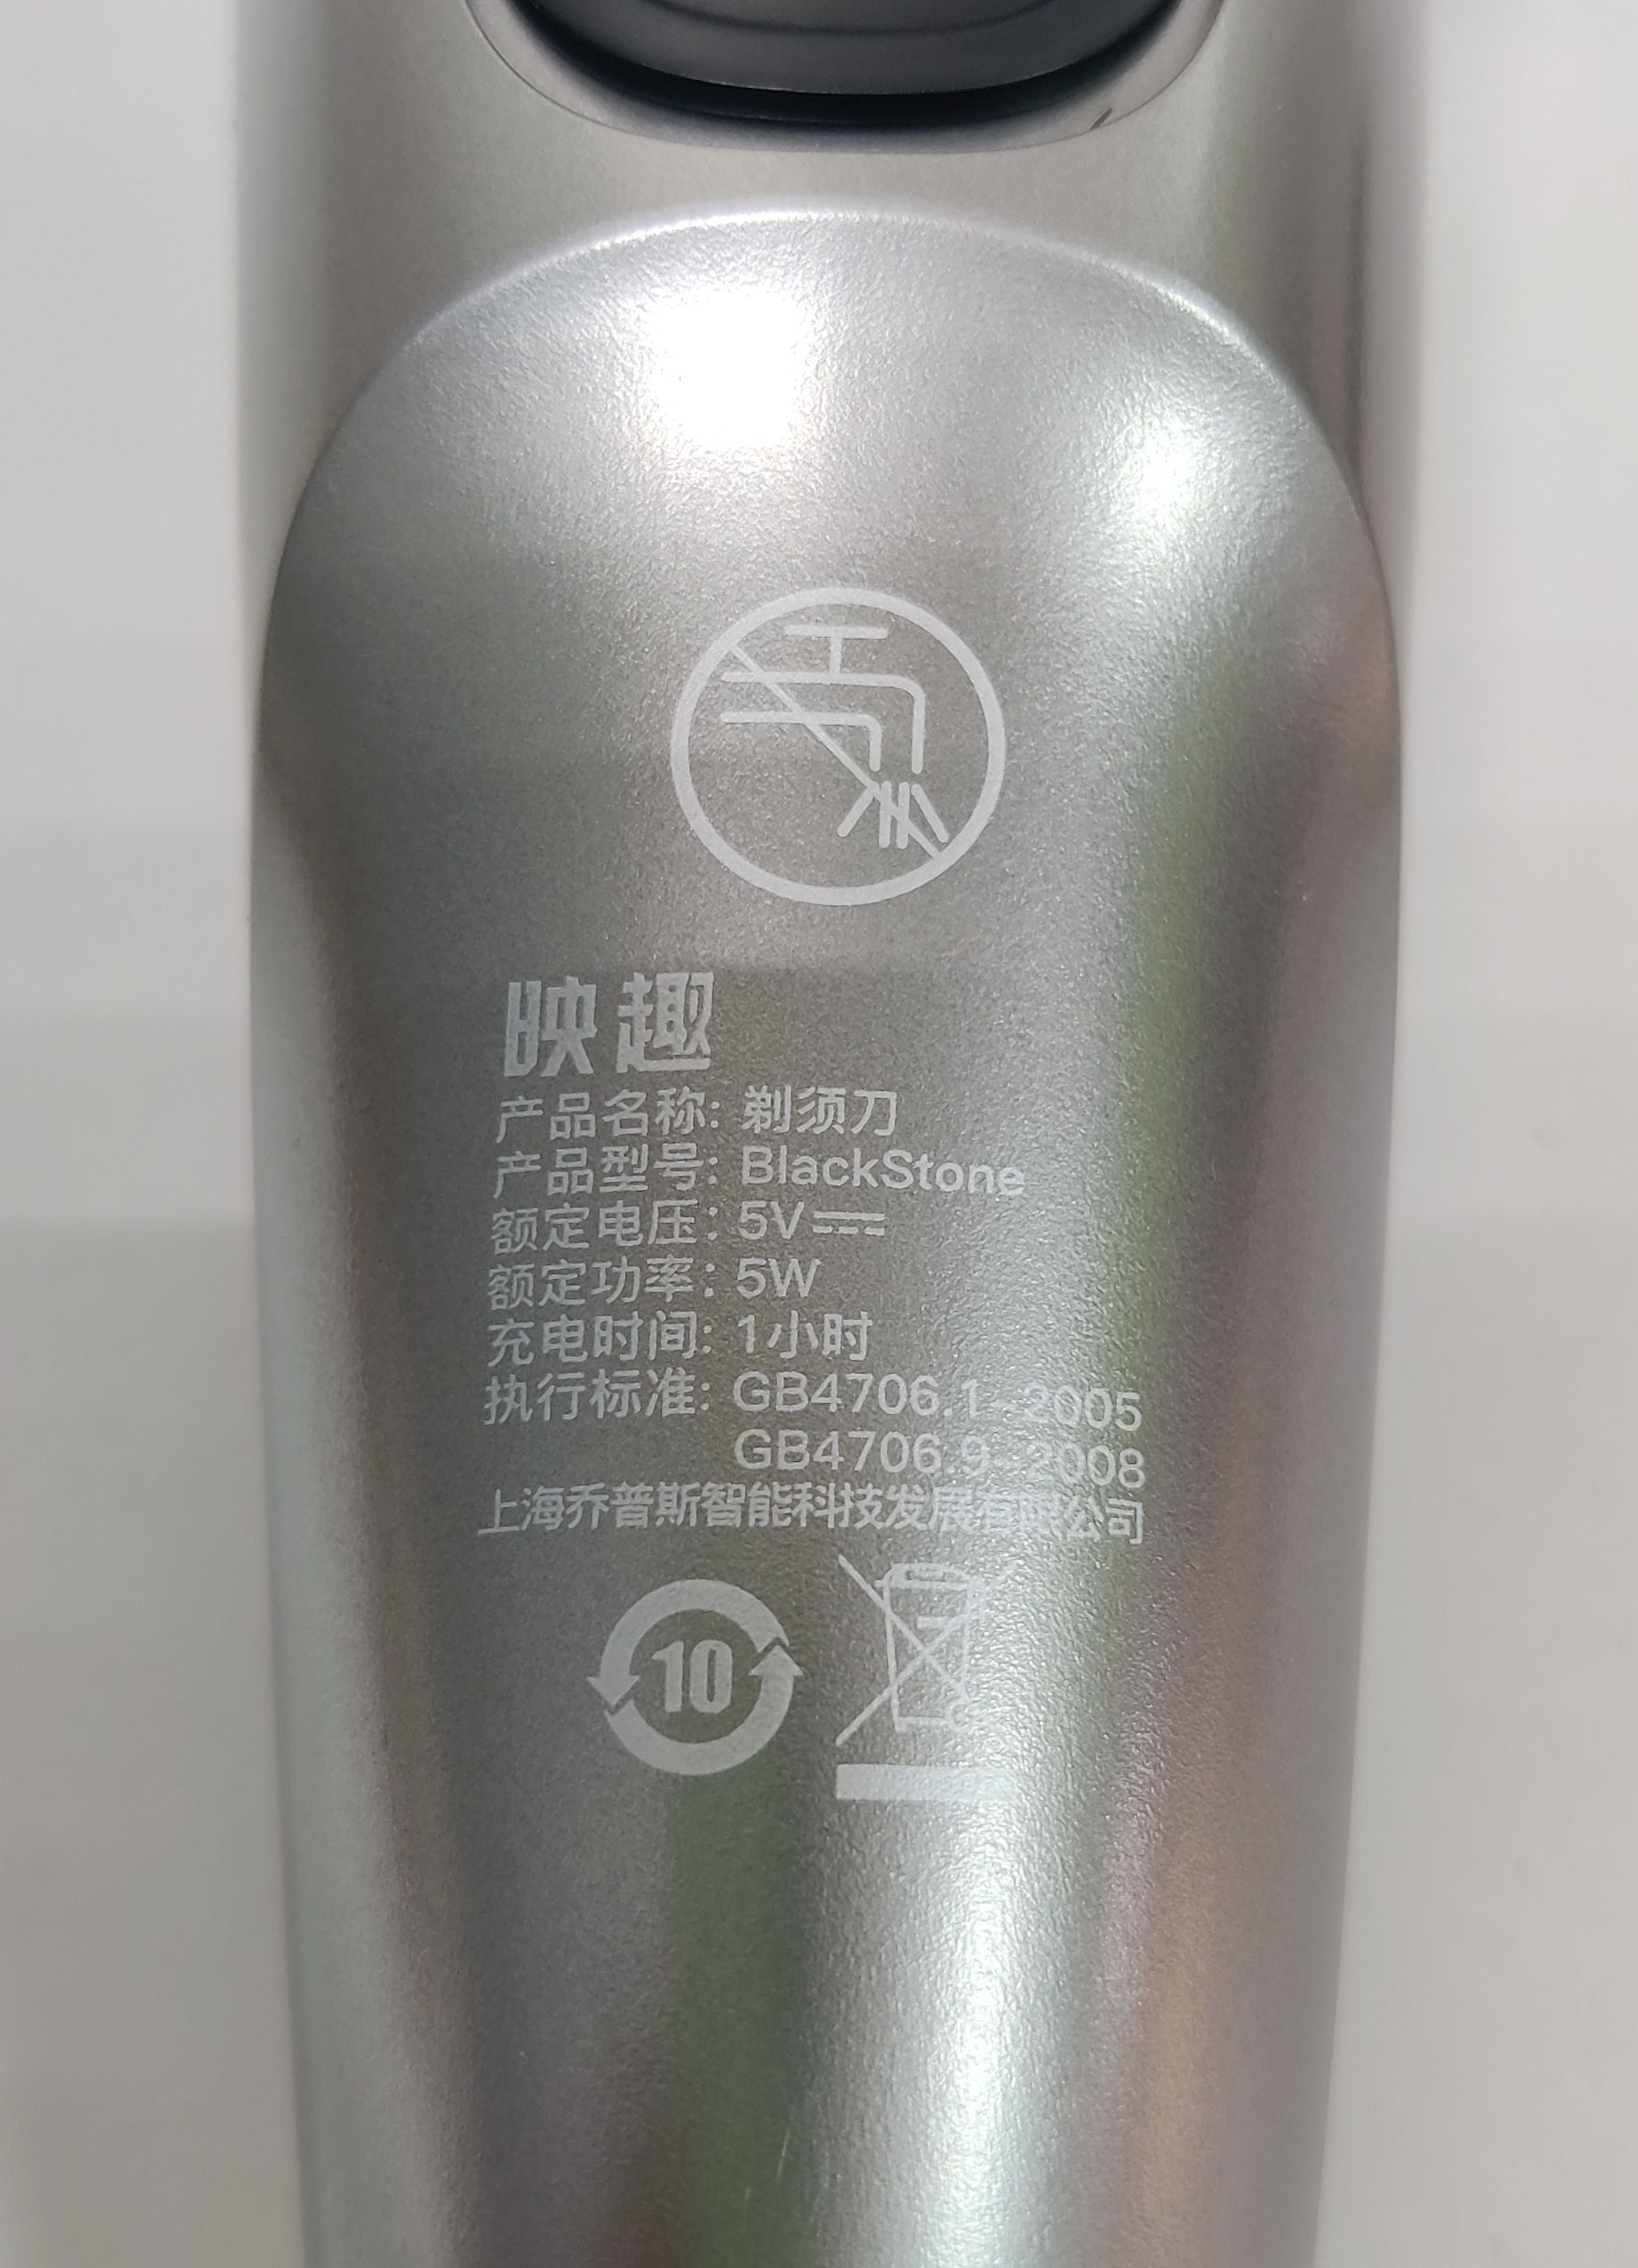 映趣
产品名称: 剃须刀
产品型号: BlackStone
额定电压: 5V⎓
额定功率: 5W
充电时间: 1小时
执行标准: GB4706.1 2005
GB4706.9 2008
上海乔普斯智能科技发展有限公司
10